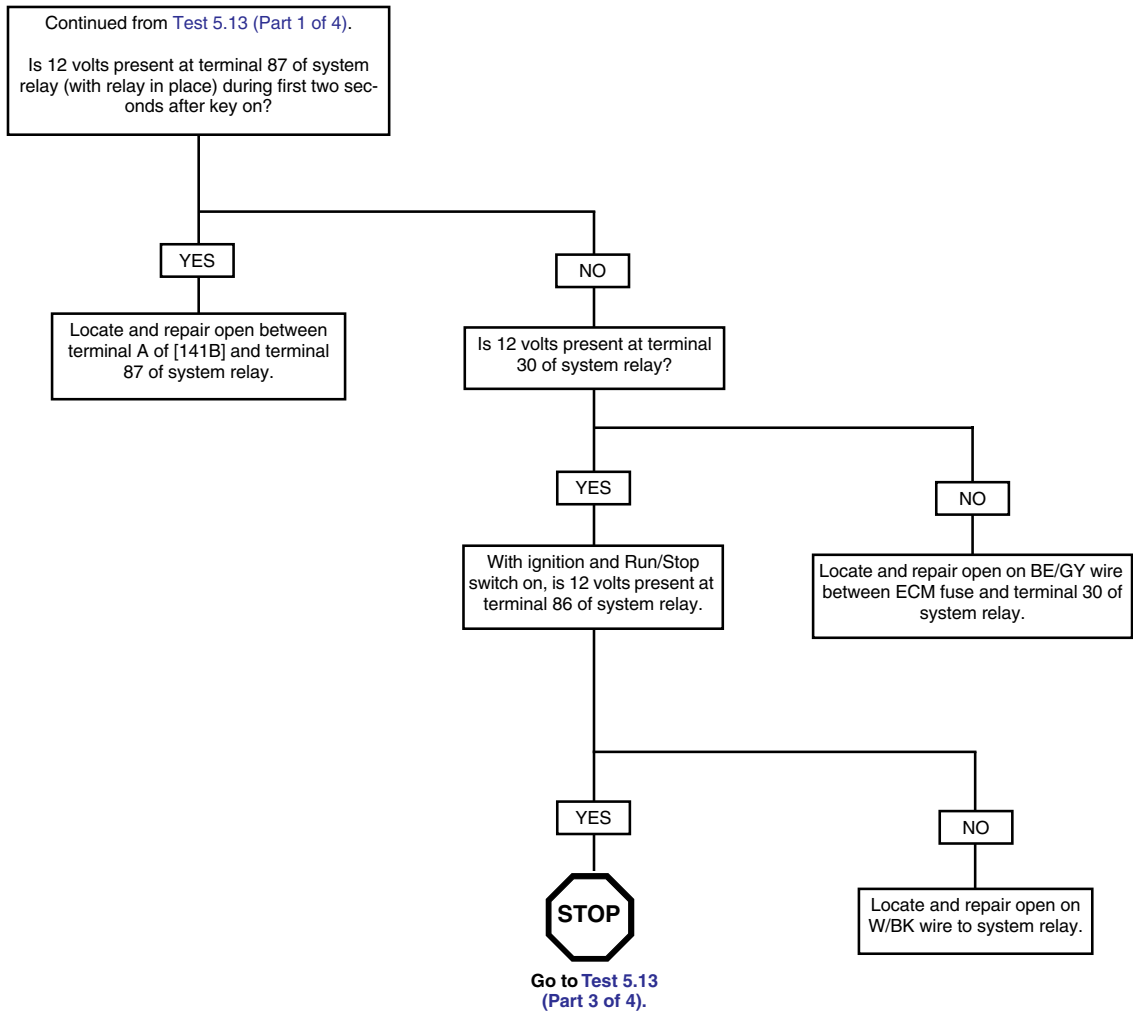 Continued from Test 5.13 (Part 1 of 4).
Is 12 volts present at terminal 87 of system
relay (with relay in place) during first two sec-
onds after key on?
YES
NO
Locate and repair open between
terminal A of [141B] and terminal
87 of system relay.
Is 12 volts present at terminal
30 of system relay?
YES
NO
With ignition and Run/Stop
switch on, is 12 volts present at
terminal 86 of system relay.
Locate and repair open on BE/GY wire
between ECM fuse and terminal 30 of
system relay.
YES
NO
STOP
Go to Test 5.13
(Part 3 of 4).
Locate and repair open on
W/BK wire to system relay.